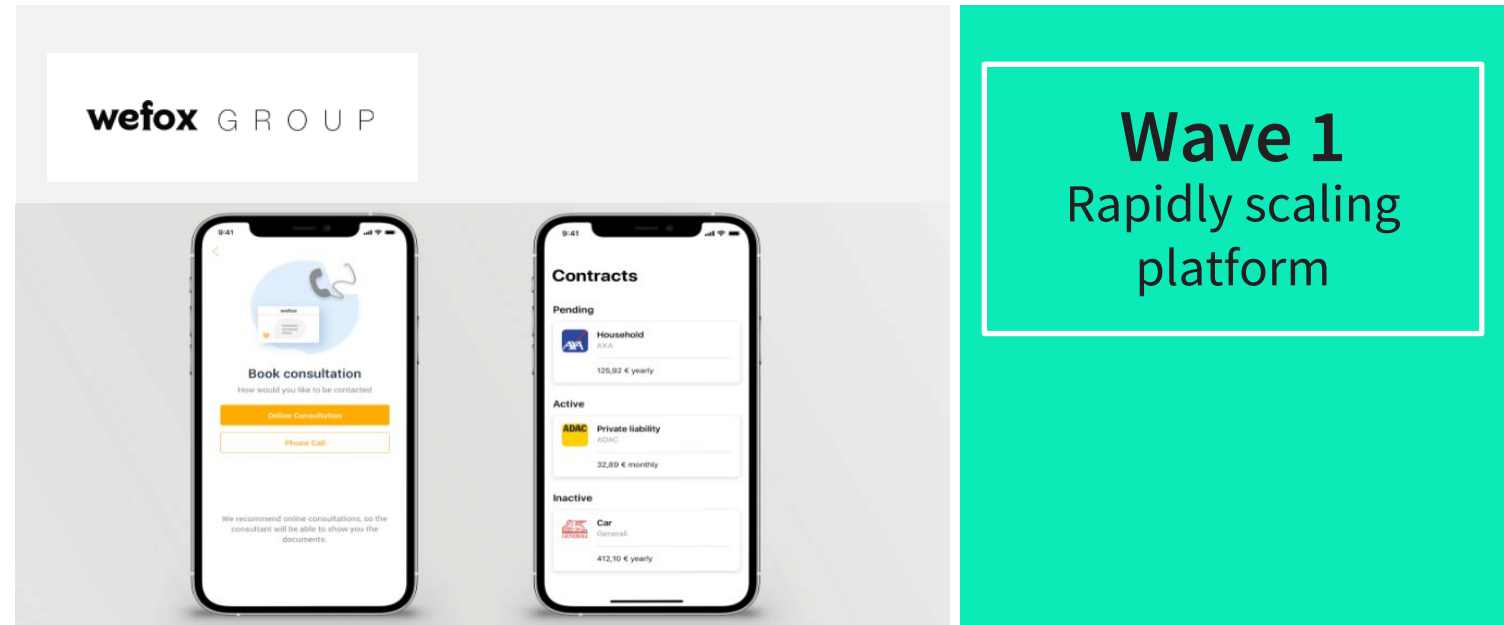 wefox GROUP
Wave 1
Rapidly scaling
platform
9:41
wefox
Book consultation
How would you like to be contacted
Online Consultation
Phone Call
We recommend online consultations, so the
consultant will be able to show you the
documents.
9:41
Contracts
Pending
AXA
Household
AXA
125,92 € yearly
Active
ADAC
Private liability
ADAC
32,89 € monthly
Inactive
GENERALI
Car
Generali
412,10 € yearly